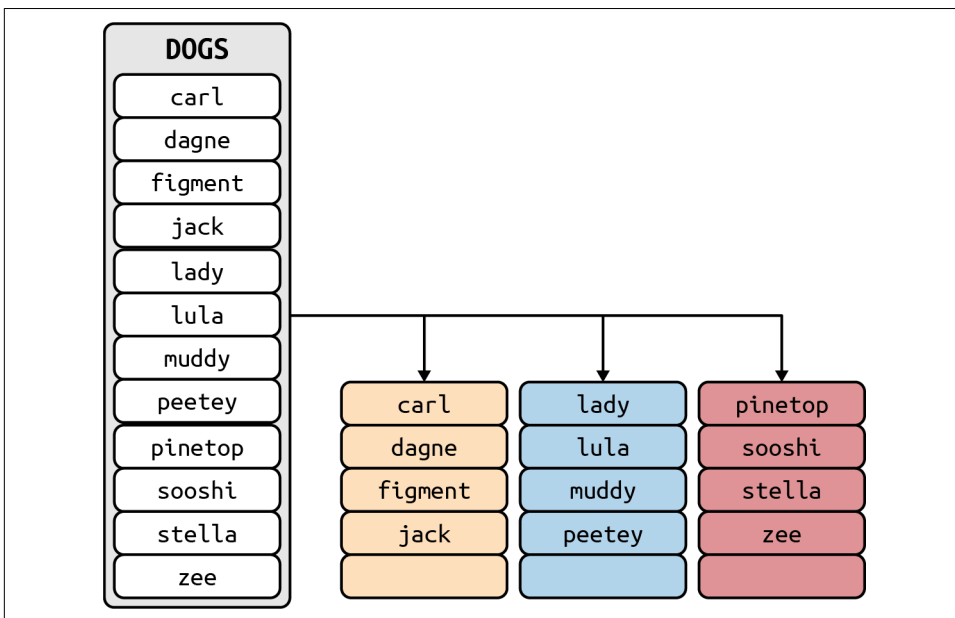 DOGS
carl
dagne
figment
jack
lady
lula
muddy
peetey
pinetop
sooshi
stella
zee
carl
dagne
figment
jack
lady
lula
muddy
peetey
pinetop
sooshi
stella
zee